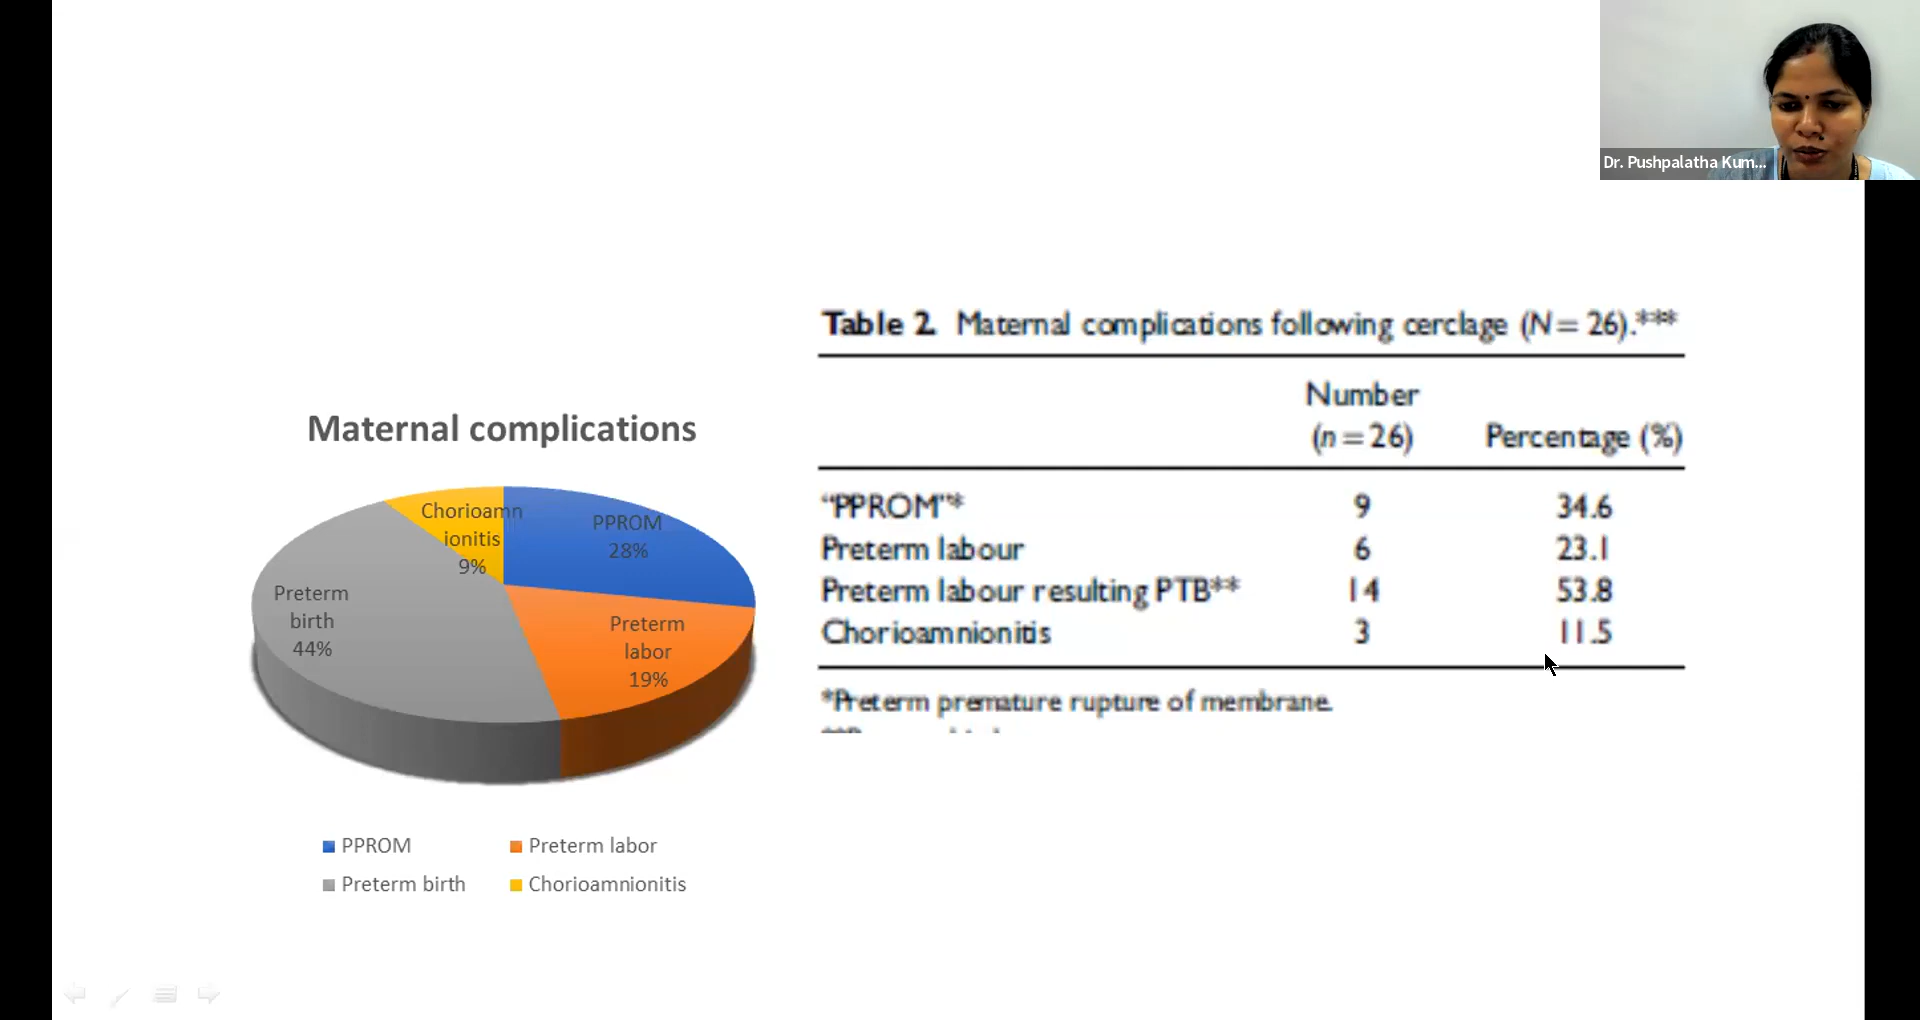 Dr. Pushpalatha Kum...
Maternal complications
Chorioamn
ionitis
9%
PPROM
28%
Preterm
birth
44%
Preterm
labor
19%
PPROM
Preterm labor
Preterm birth
Chorioamnionitis
Table 2. Maternal complications following cerclage (N = 26).***
Number
(n = 26) Percentage (%)
“PPROM”* 9 34.6
Preterm labour 6 23.1
Preterm labour resulting PTB** 14 53.8
Chorioamnionitis 3 11.5
*Preterm premature rupture of membrane.